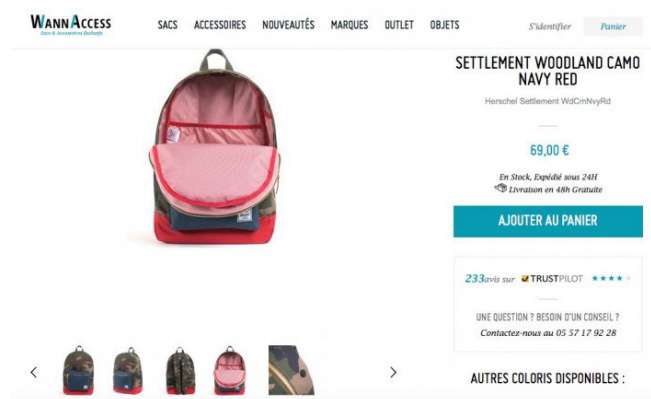 WANNACCESS
Sacs & Accessoires Exclusifs
SACS ACCESSOIRES NOUVEAUTÉS MARQUES OUTLET OBJETS
S'identifier Panier
SETTLEMENT WOODLAND CAMO
NAVY RED
Herschel Settlement WdCmNvyRd
69,00 €
En Stock, Expédié sous 24H
Livraison en 48h Gratuite
AJOUTER AU PANIER
233 avis sur TRUSTPILOT
UNE QUESTION ? BESOIN D'UN CONSEIL ?
Contactez-nous au 05 57 17 92 28
AUTRES COLORIS DISPONIBLES :